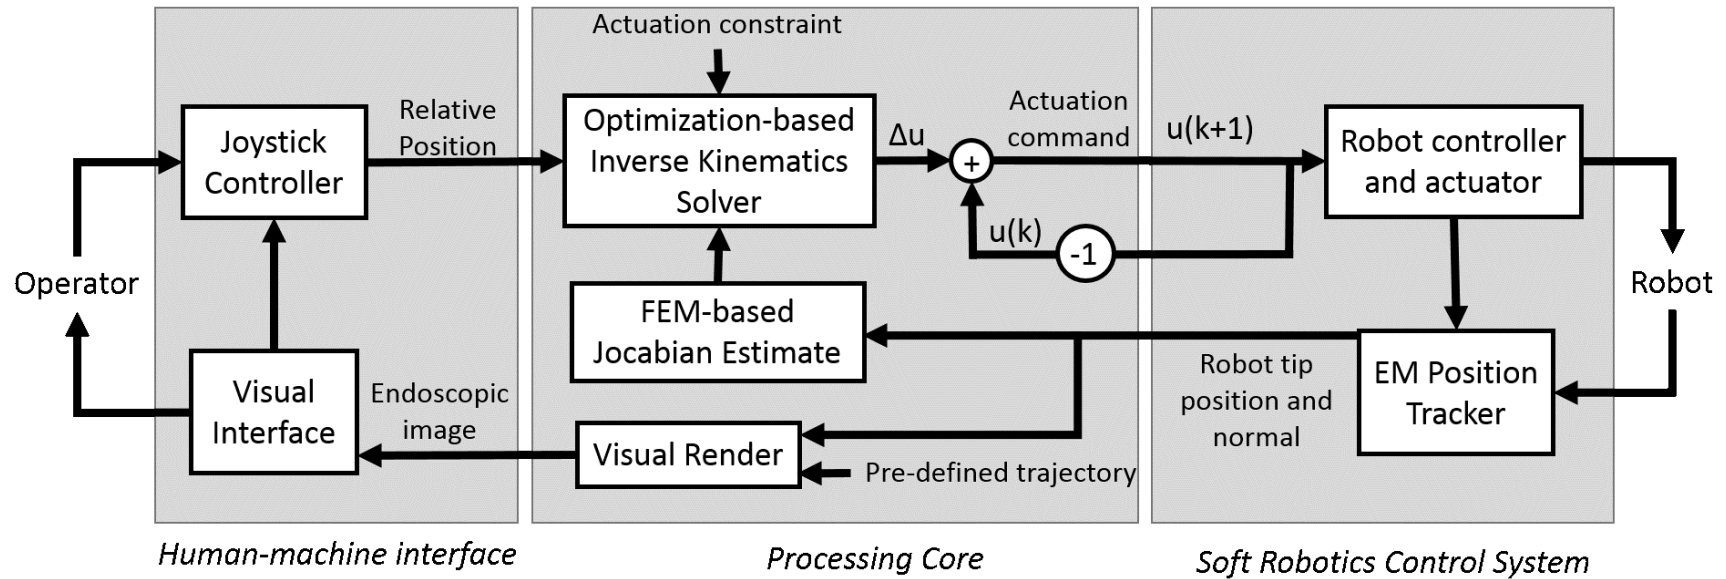 Actuation constraint
Joystick
Controller
Relative
Position
Optimization-based
Inverse Kinematics
Solver
Δu
+
Actuation
command
u(k+1)
Robot controller
and actuator
u(k)
-1
Operator
Robot
FEM-based
Jocabian Estimate
Visual
Interface
Endoscopic
image
Visual Render
Pre-defined trajectory
Robot tip
position and
normal
EM Position
Tracker
Human-machine interface
Processing Core
Soft Robotics Control System